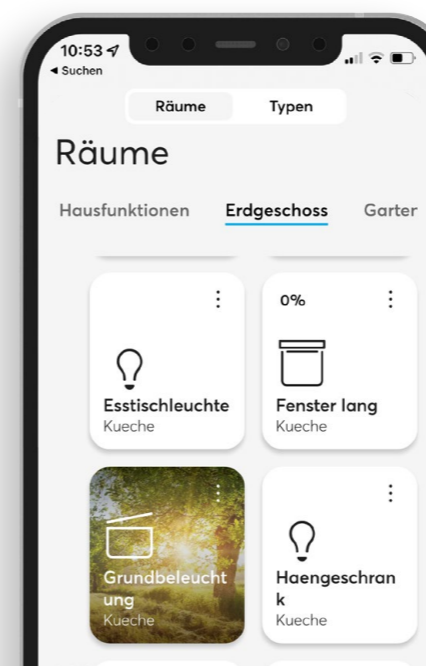 10:53
◀ Suchen
Räume Typen
Räume
Hausfunktionen Erdgeschoss Garter
0%
Esstischleuchte
Kueche
Fenster lang
Kueche
Grundbeleucht
ung
Kueche
Haengeschran
k
Kueche